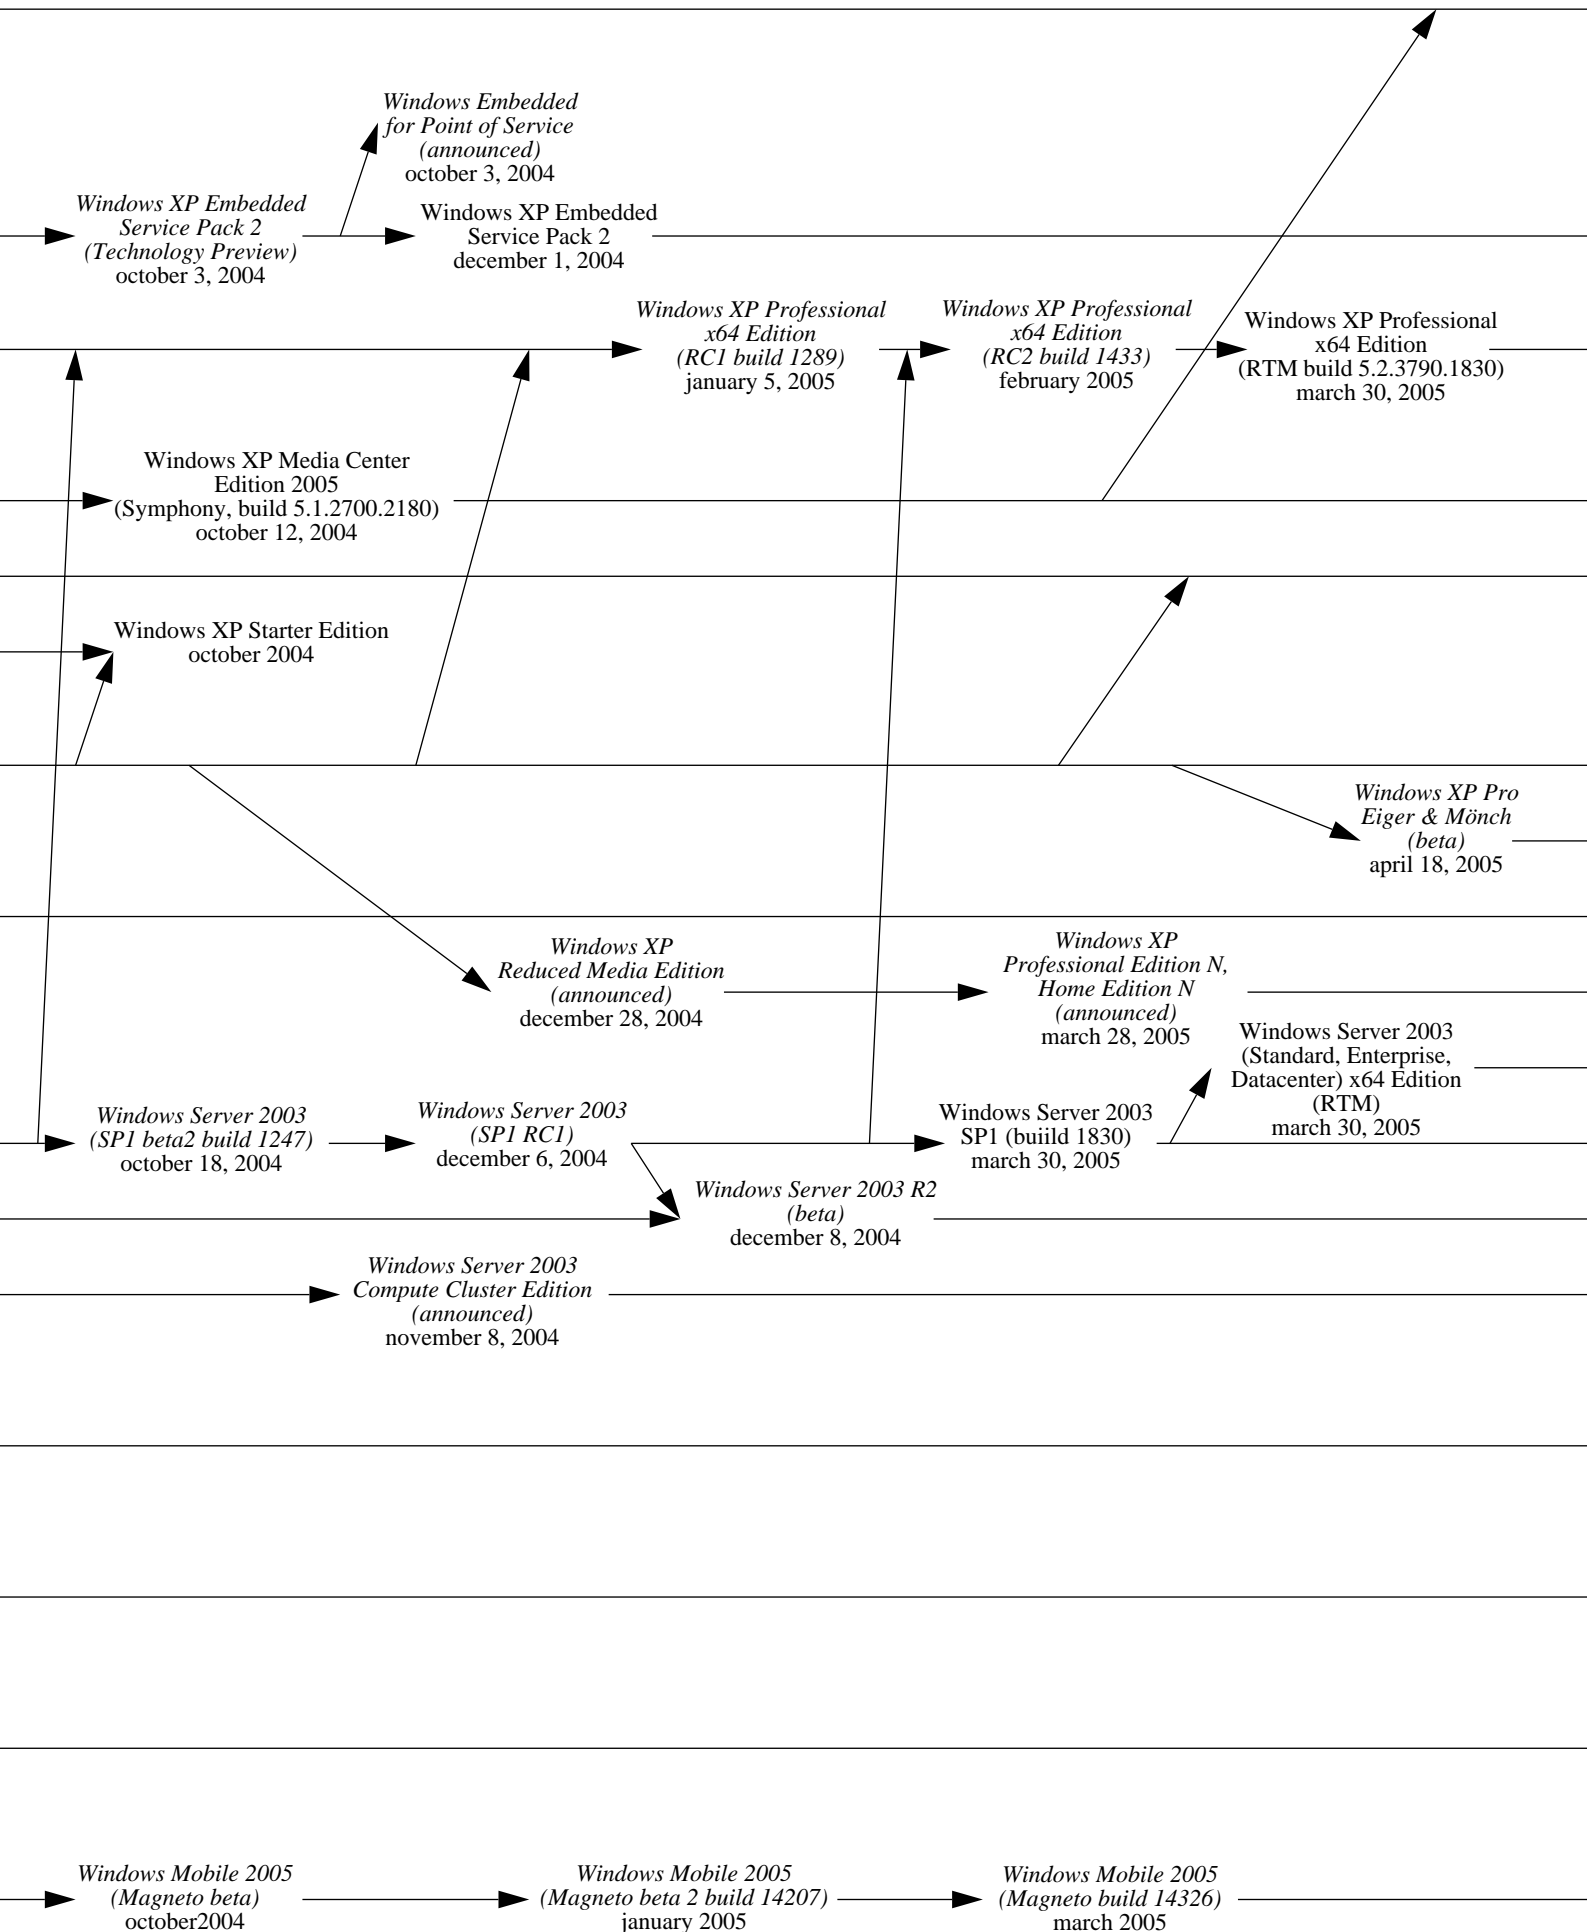 Windows Embedded
for Point of Service
(announced)
october 3, 2004
Windows XP Embedded
Service Pack 2
(Technology Preview)
october 3, 2004
Windows XP Embedded
Service Pack 2
december 1, 2004
Windows XP Professional
x64 Edition
(RC1 build 1289)
january 5, 2005
Windows XP Professional
x64 Edition
(RC2 build 1433)
february 2005
Windows XP Professional
x64 Edition
(RTM build 5.2.3790.1830)
march 30, 2005
Windows XP Media Center
Edition 2005
(Symphony, build 5.1.2700.2180)
october 12, 2004
Windows XP Starter Edition
october 2004
Windows XP Pro
Eiger & Mönch
(beta)
april 18, 2005
Windows XP
Reduced Media Edition
(announced)
december 28, 2004
Windows XP
Professional Edition N,
Home Edition N
(announced)
march 28, 2005
Windows Server 2003
(Standard, Enterprise,
Datacenter) x64 Edition
(RTM)
march 30, 2005
Windows Server 2003
(SP1 beta2 build 1247)
october 18, 2004
Windows Server 2003
(SP1 RC1)
december 6, 2004
Windows Server 2003
SP1 (buiild 1830)
march 30, 2005
Windows Server 2003 R2
(beta)
december 8, 2004
Windows Server 2003
Compute Cluster Edition
(announced)
november 8, 2004
Windows Mobile 2005
(Magneto beta)
october2004
Windows Mobile 2005
(Magneto beta 2 build 14207)
january 2005
Windows Mobile 2005
(Magneto build 14326)
march 2005